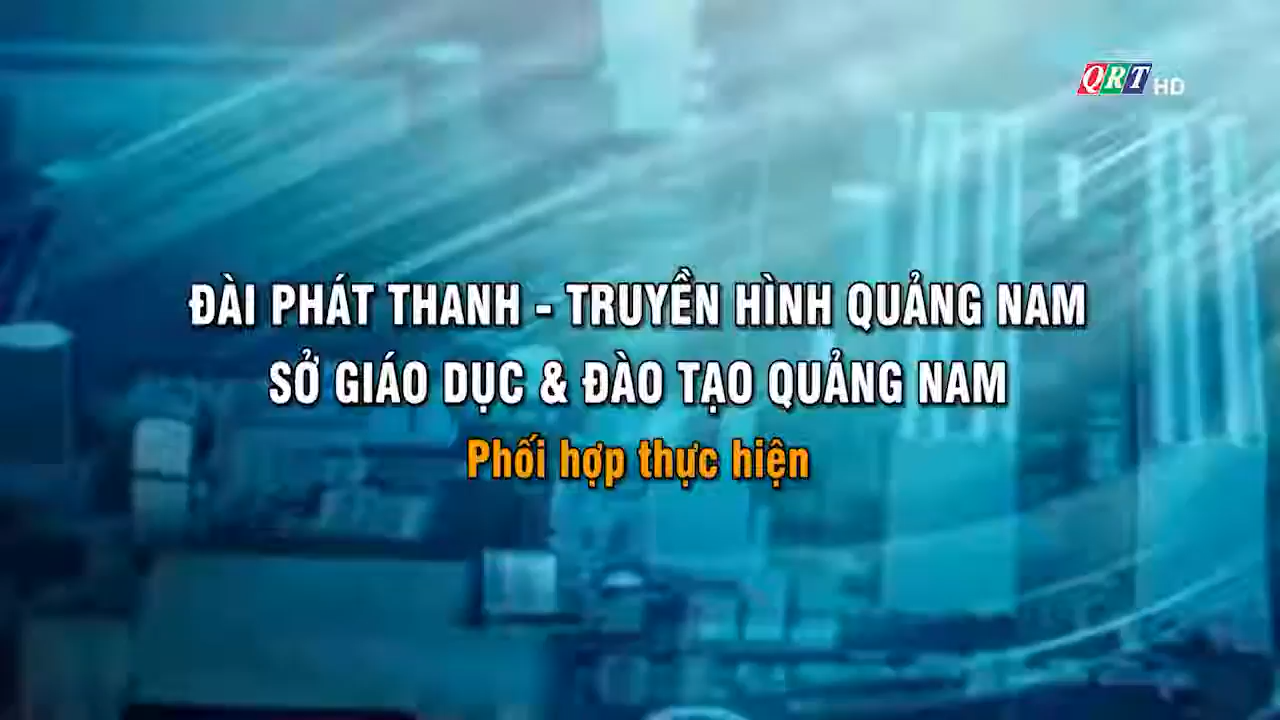 QRT HD
ĐÀI PHÁT THANH - TRUYỀN HÌNH QUẢNG NAM
SỞ GIÁO DỤC & ĐÀO TẠO QUẢNG NAM
Phối hợp thực hiện